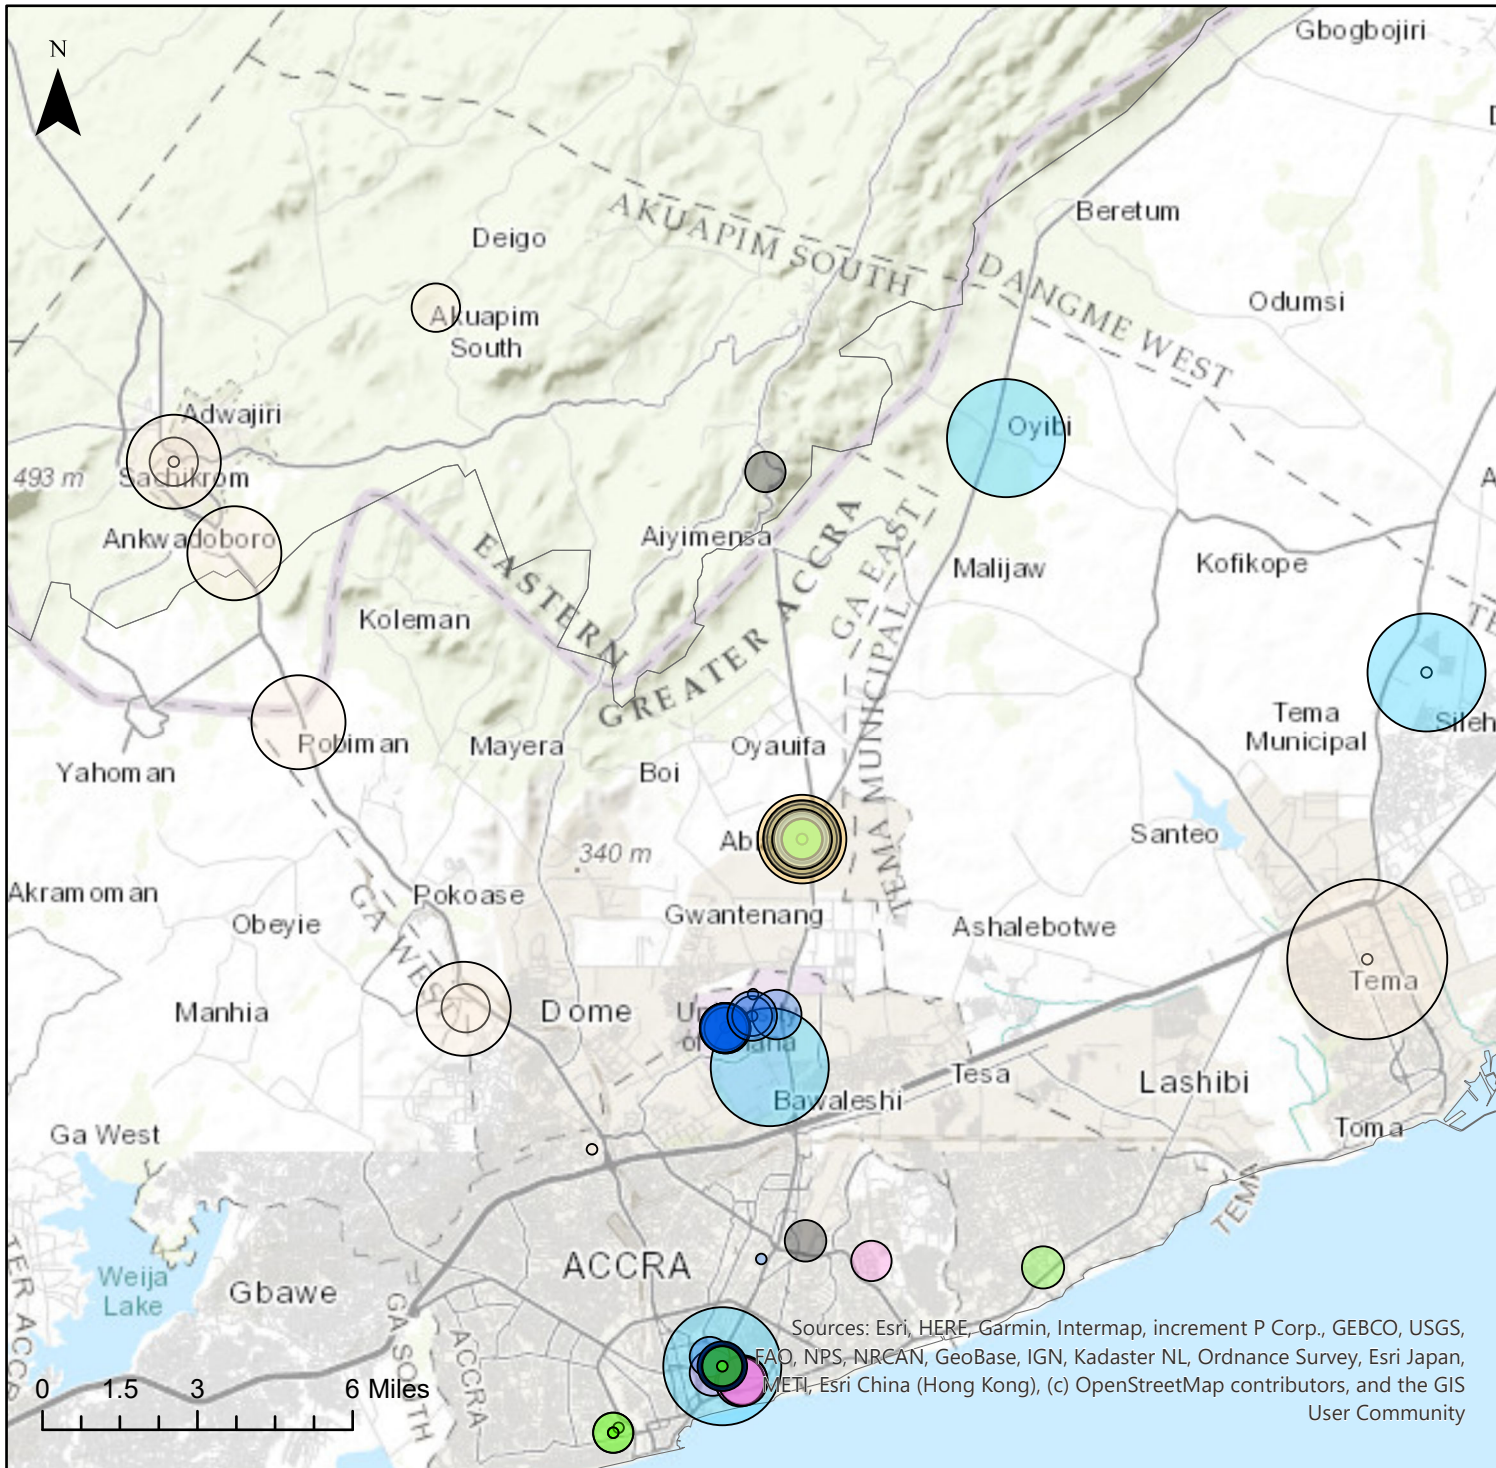 Gbogbojiri
N
Beretum
AKUAPIM SOUTH
Deigo
DANGME WEST
Odumsi
Akuapim
South
Adwajiri
Oyibi
493 m
Sachikrom
Ankwadoboro
Aiyimensa
EASTERN
GREATER ACCRA
GA EAST
Malijaw
Kofikope
Koleman
TEMA MUNICIPAL
Tema
Municipal
Sileh
Robiman
Mayera
Oyauifa
Yahoman
Boi
Ab
Santeo
340 m
Akramoman
Pokoase
Obeyie
GA WEST
Gwantenang
Ashalebotwe
Manhia
Dome
Tema
Tesa
Lashibi
Bawaleshi
Ga West
Toma
TEMA
ACCRA
Weija
Lake
Gbawe
GA SOUTH
ACCRA
Sources: Esri, HERE, Garmin, Intermap, increment P Corp., GEBCO, USGS,
FAO, NPS, NRCAN, GeoBase, IGN, Kadaster NL, Ordnance Survey, Esri Japan,
METI, Esri China (Hong Kong), (c) OpenStreetMap contributors, and the GIS
User Community
0 1.5 3 6 Miles